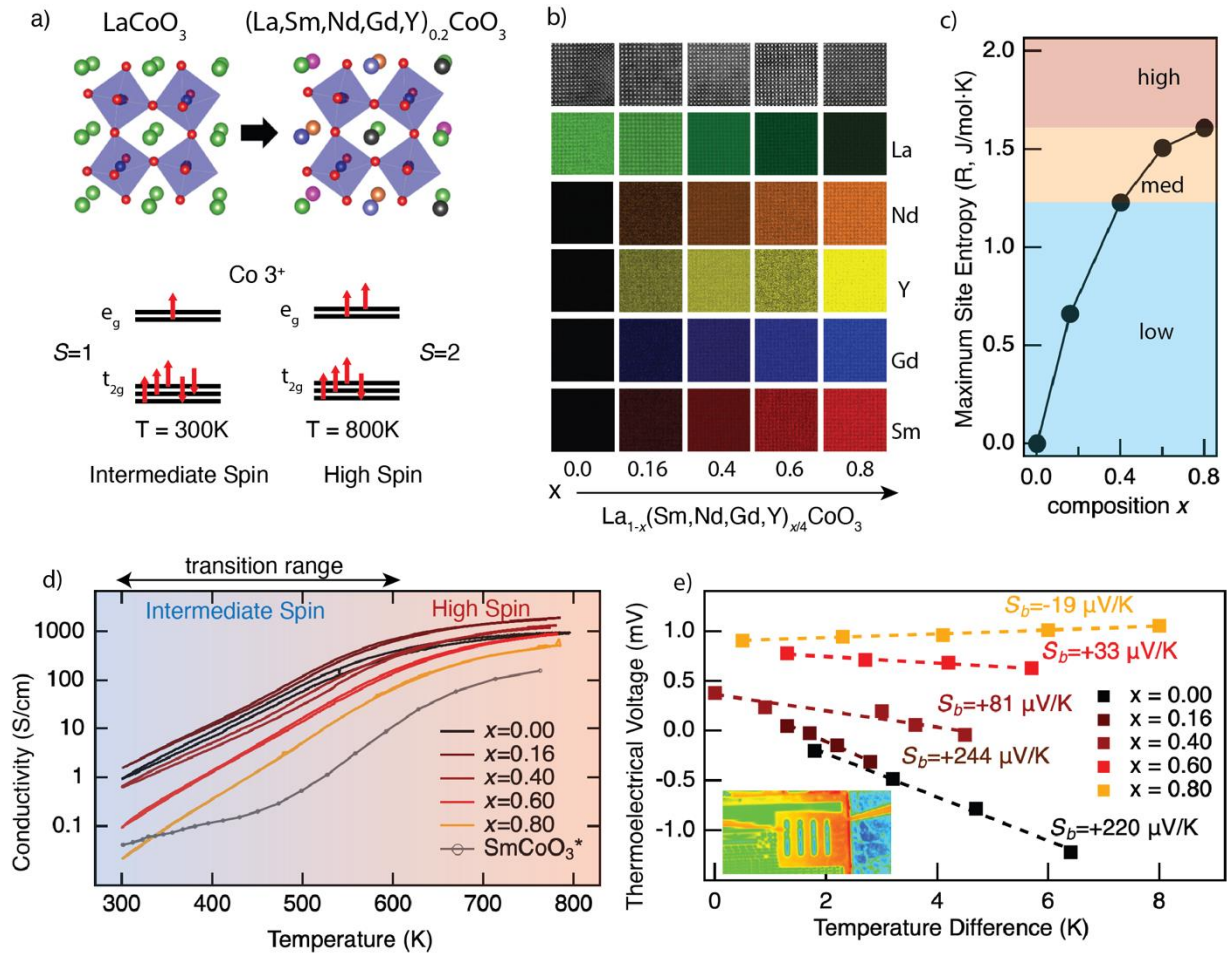 a)
LaCoO3
(La,Sm,Nd,Gd,Y)0.2CoO3
Co 3+
eg
eg
S=1
S=2
t2g
t2g
T = 300K
T = 800K
Intermediate Spin
High Spin
b)
La
Nd
Y
Gd
Sm
0.0 0.16 0.4 0.6 0.8
x
La1-x(Sm,Nd,Gd,Y)x/4CoO3
c)
Maximum Site Entropy (R, J/mol·K)
2.0
1.5
1.0
0.5
0.0
high
med
low
0.0 0.4 0.8
composition x
d)
transition range
Intermediate Spin
High Spin
Conductivity (S/cm)
1000
100
10
1
0.1
x=0.00
x=0.16
x=0.40
x=0.60
x=0.80
SmCoO3*
300 400 500 600 700 800
Temperature (K)
e)
Thermoelectrical Voltage (mV)
1.0
0.5
0.0
-0.5
-1.0
Sb=-19 µV/K
Sb=+33 µV/K
Sb=+81 µV/K
Sb=+244 µV/K
Sb=+220 µV/K
x = 0.00
x = 0.16
x = 0.40
x = 0.60
x = 0.80
0 2 4 6 8
Temperature Difference (K)